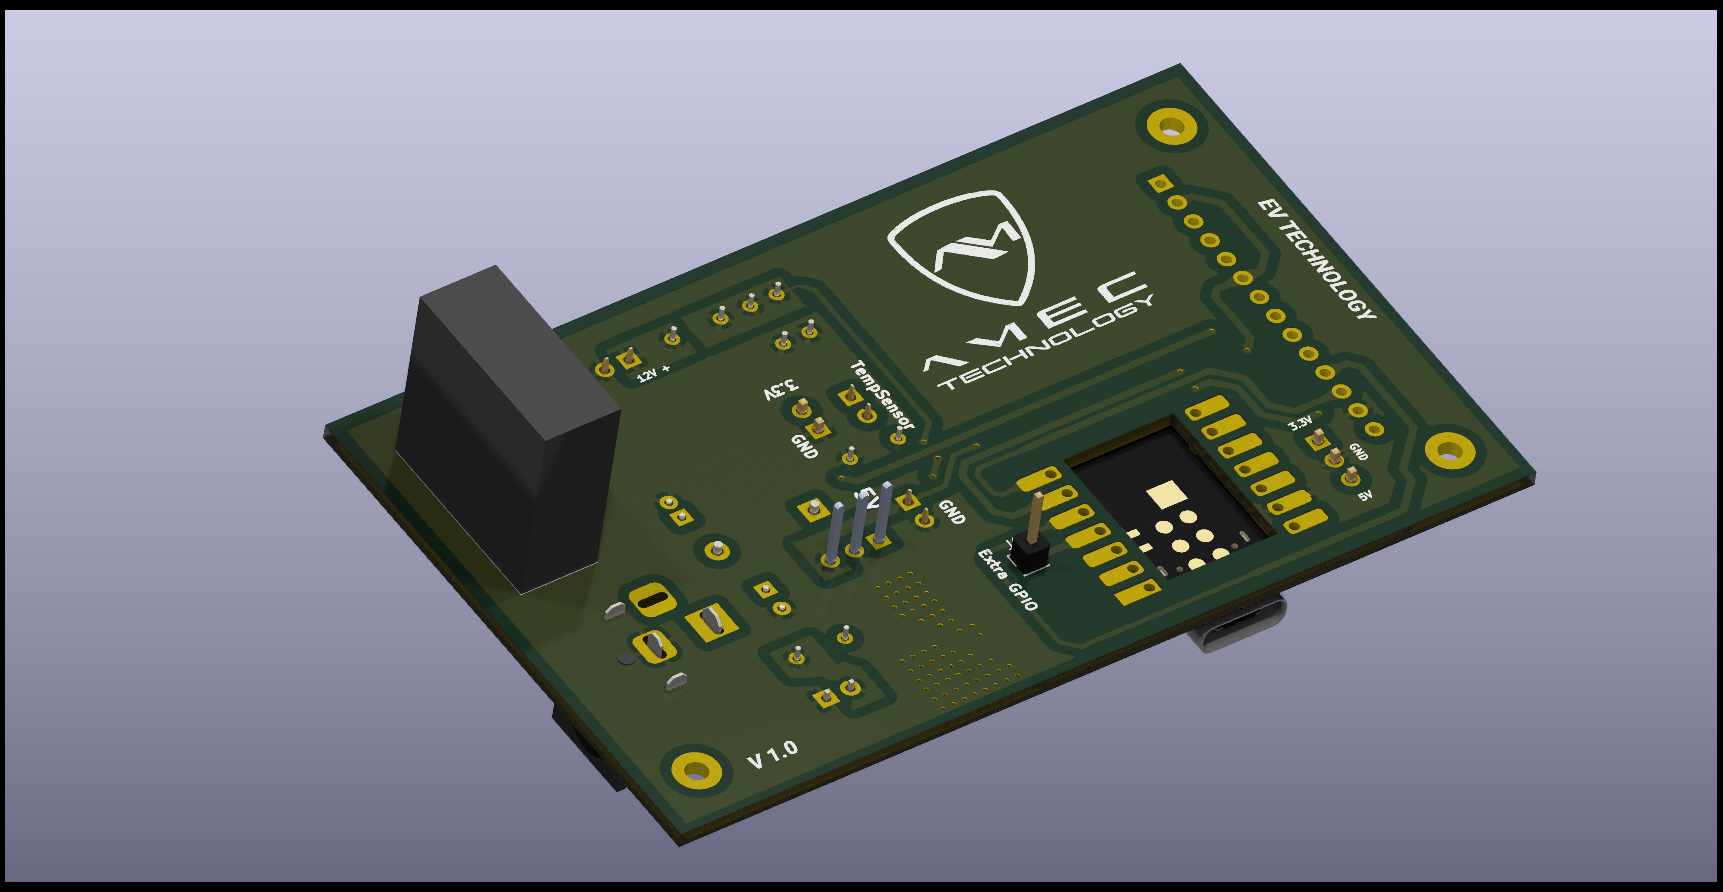 EV TECHNOLOGY
AMEC
TECHNOLOGY
12V +
3.3V
GND
TempSensor
5V
GND
Extra GPIO
3.3V
GND
5V
V 1.0